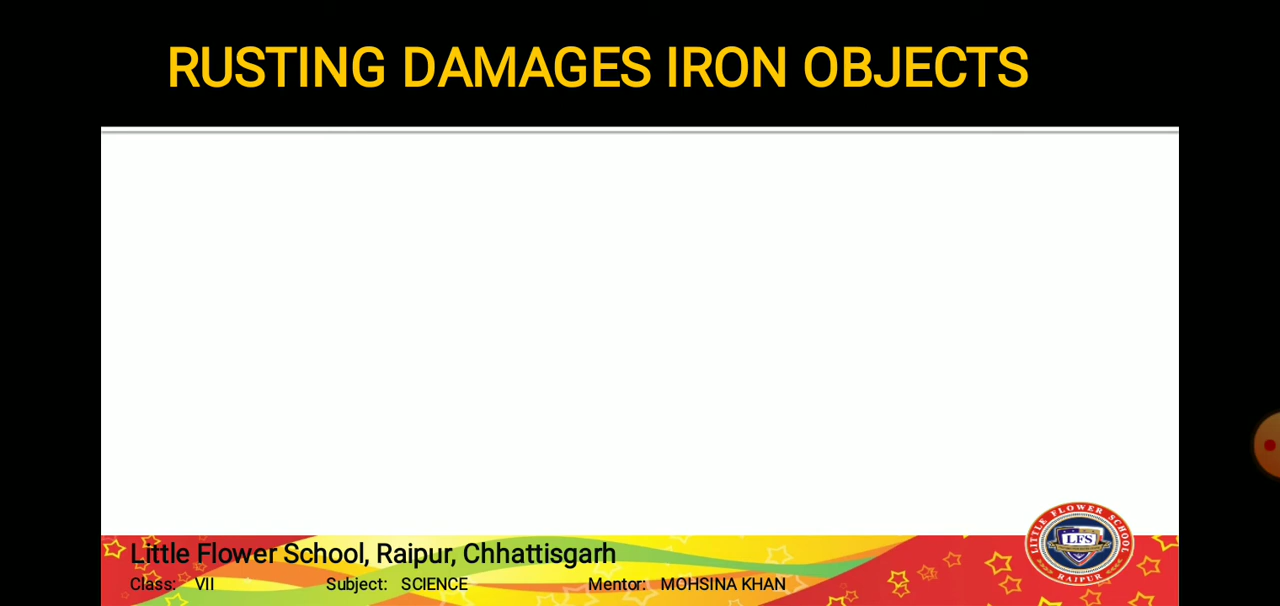 RUSTING DAMAGES IRON OBJECTS
LITTLE FLOWER SCHOOL
LFS
RAIPUR
Little Flower School, Raipur, Chhattisgarh
Class: VII Subject: SCIENCE Mentor: MOHSINA KHAN